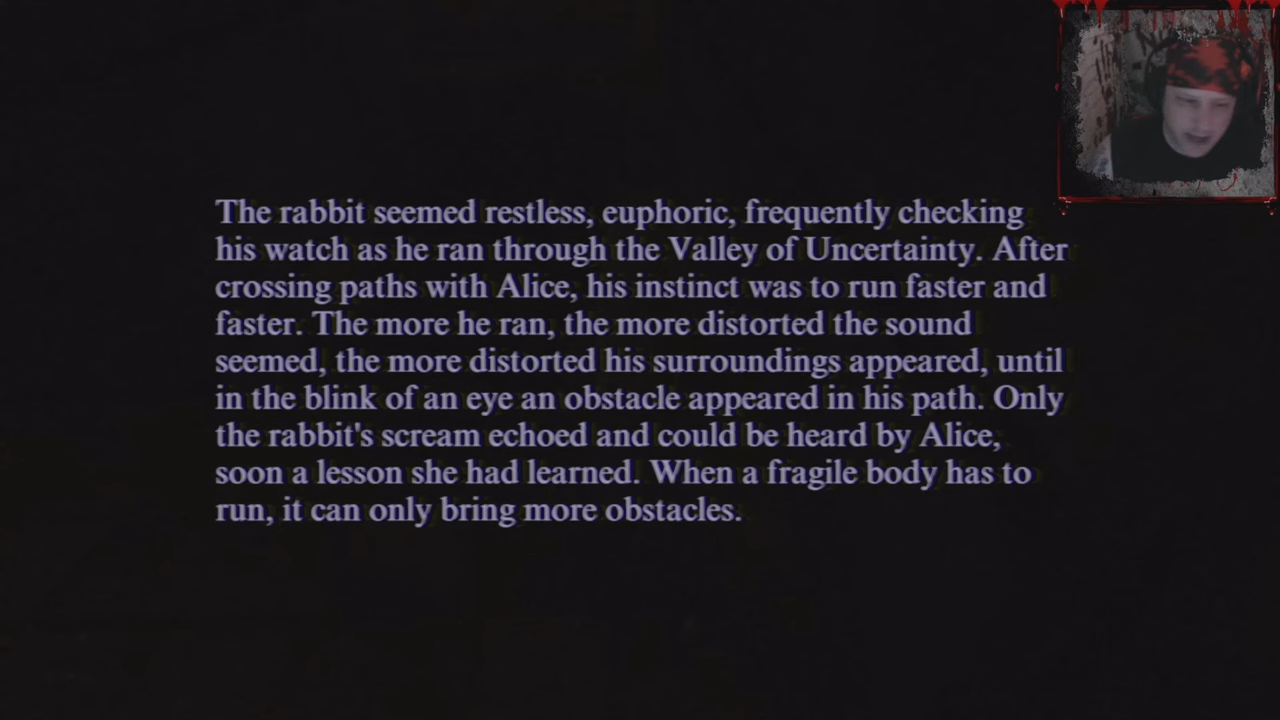 The rabbit seemed restless, euphoric, frequently checking
his watch as he ran through the Valley of Uncertainty. After
crossing paths with Alice, his instinct was to run faster and
faster. The more he ran, the more distorted the sound
seemed, the more distorted his surroundings appeared, until
in the blink of an eye an obstacle appeared in his path. Only
the rabbit's scream echoed and could be heard by Alice,
soon a lesson she had learned. When a fragile body has to
run, it can only bring more obstacles.